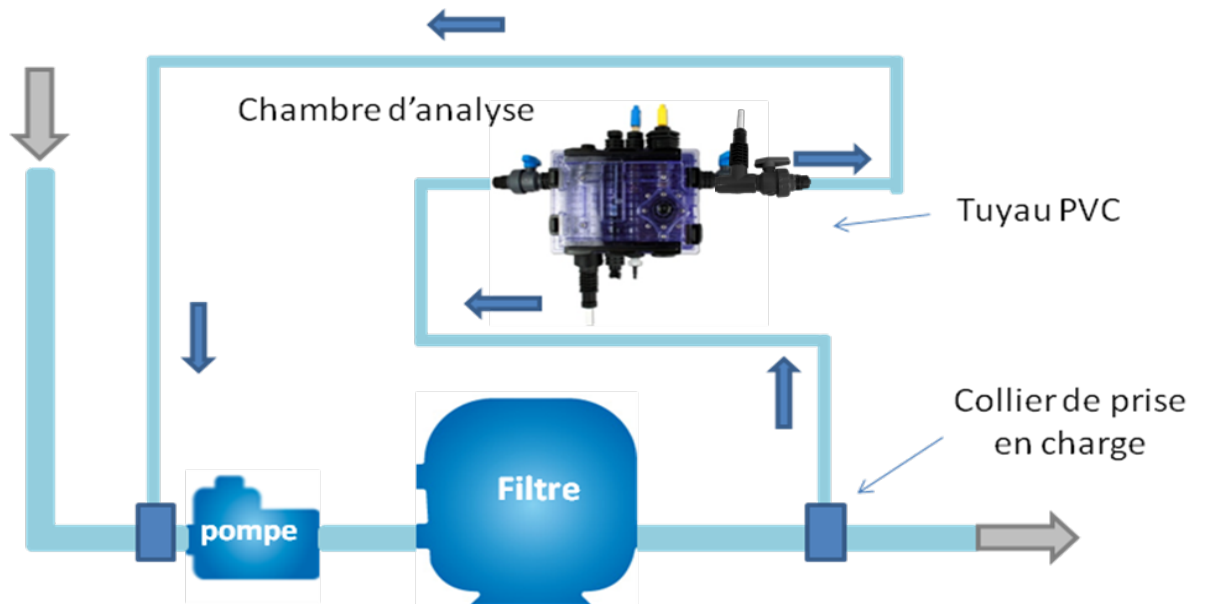 Chambre d’analyse
Tuyau PVC
Collier de prise
en charge
Filtre
pompe